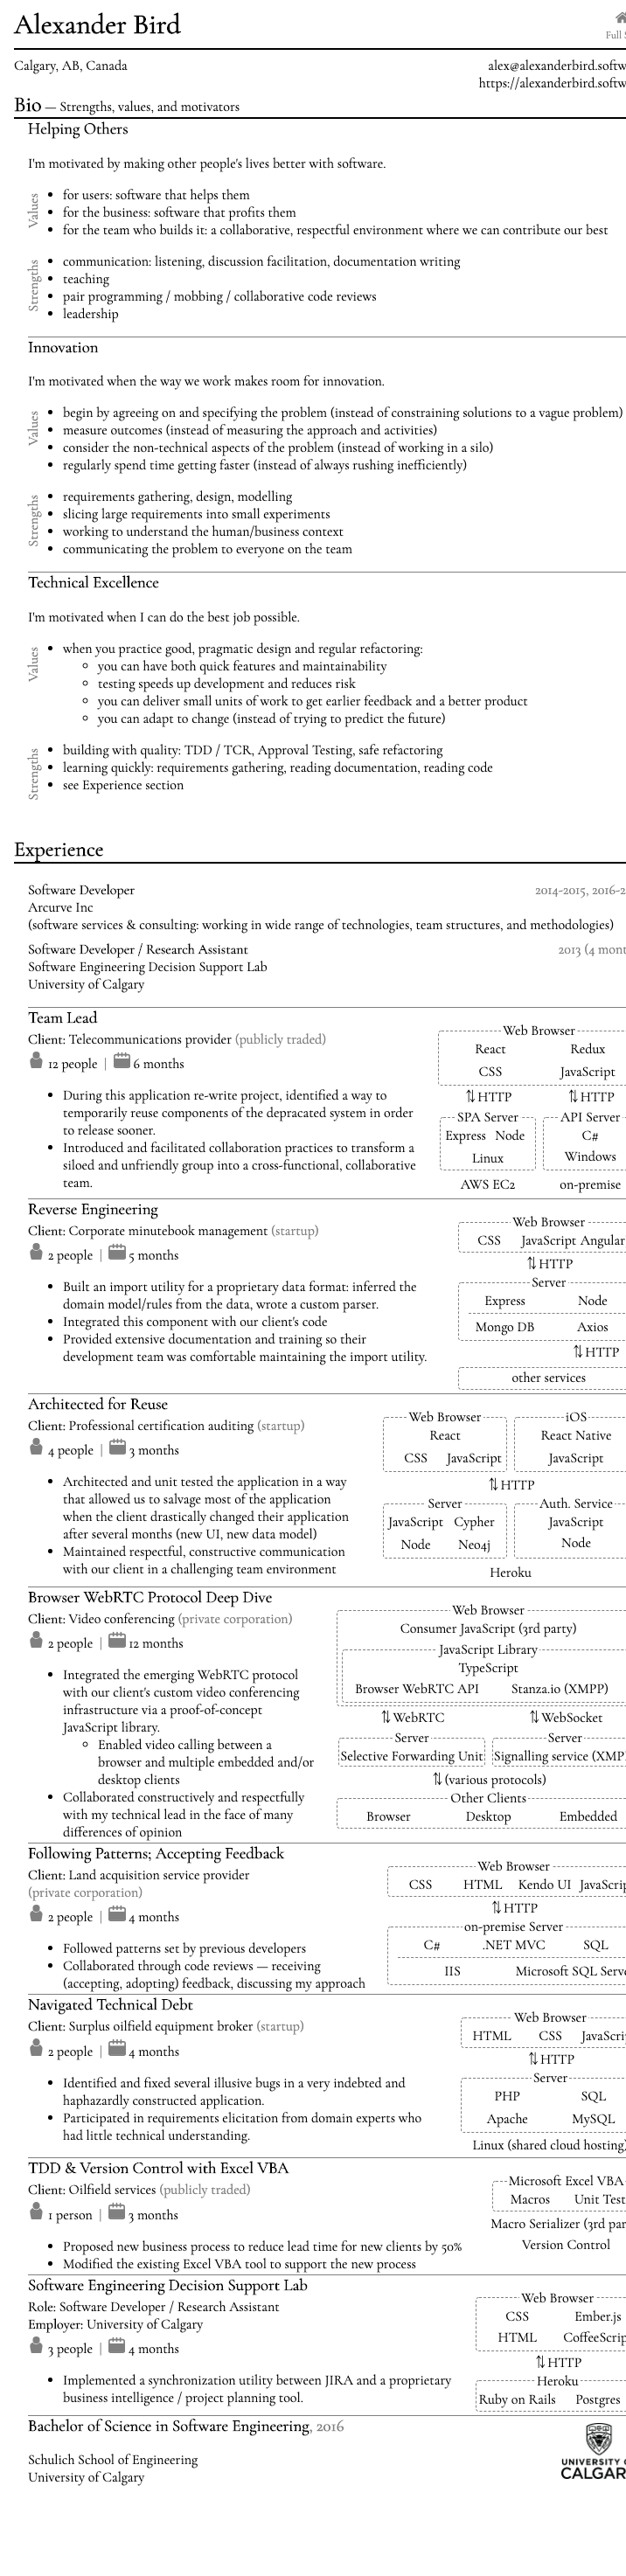 Alexander Bird
Full S
Calgary, AB, Canada
alex@alexanderbird.softw
https://alexanderbird.softw
Bio — Strengths, values, and motivators
Helping Others
I'm motivated by making other people's lives better with software.
Values
• for users: software that helps them
• for the business: software that profits them
• for the team who builds it: a collaborative, respectful environment where we can contribute our best
Strengths
• communication: listening, discussion facilitation, documentation writing
• teaching
• pair programming / mobbing / collaborative code reviews
• leadership
Innovation
I'm motivated when the way we work makes room for innovation.
Values
• begin by agreeing on and specifying the problem (instead of constraining solutions to a vague problem)
• measure outcomes (instead of measuring the approach and activities)
• consider the non-technical aspects of the problem (instead of working in a silo)
• regularly spend time getting faster (instead of always rushing inefficiently)
Strengths
• requirements gathering, design, modelling
• slicing large requirements into small experiments
• working to understand the human/business context
• communicating the problem to everyone on the team
Technical Excellence
I'm motivated when I can do the best job possible.
Values
• when you practice good, pragmatic design and regular refactoring:
◦ you can have both quick features and maintainability
◦ testing speeds up development and reduces risk
◦ you can deliver small units of work to get earlier feedback and a better product
◦ you can adapt to change (instead of trying to predict the future)
Strengths
• building with quality: TDD / TCR, Approval Testing, safe refactoring
• learning quickly: requirements gathering, reading documentation, reading code
• see Experience section
Experience
Software Developer
2014-2015, 2016-2
Arcurve Inc
(software services & consulting: working in wide range of technologies, team structures, and methodologies)
Software Developer / Research Assistant
2013 (4 mont
Software Engineering Decision Support Lab
University of Calgary
Team Lead
Client: Telecommunications provider (publicly traded)
12 people | 6 months
• During this application re-write project, identified a way to
temporarily reuse components of the depracated system in order
to release sooner.
• Introduced and facilitated collaboration practices to transform a
siloed and unfriendly group into a cross-functional, collaborative
team.
Web Browser
React Redux
CSS JavaScript
⇅ HTTP ⇅ HTTP
SPA Server API Server
Express Node C#
Linux Windows
AWS EC2 on-premise
Reverse Engineering
Client: Corporate minutebook management (startup)
2 people | 5 months
• Built an import utility for a proprietary data format: inferred the
domain model/rules from the data, wrote a custom parser.
• Integrated this component with our client's code
• Provided extensive documentation and training so their
development team was comfortable maintaining the import utility.
Web Browser
CSS JavaScript Angular
⇅ HTTP
Server
Express Node
Mongo DB Axios
⇅ HTTP
other services
Architected for Reuse
Client: Professional certification auditing (startup)
4 people | 3 months
• Architected and unit tested the application in a way
that allowed us to salvage most of the application
when the client drastically changed their application
after several months (new UI, new data model)
• Maintained respectful, constructive communication
with our client in a challenging team environment
Web Browser iOS
React React Native
CSS JavaScript JavaScript
⇅ HTTP
Server Auth. Service
JavaScript Cypher JavaScript
Node Neo4j Node
Heroku
Browser WebRTC Protocol Deep Dive
Client: Video conferencing (private corporation)
2 people | 12 months
• Integrated the emerging WebRTC protocol
with our client's custom video conferencing
infrastructure via a proof-of-concept
JavaScript library.
◦ Enabled video calling between a
browser and multiple embedded and/or
desktop clients
• Collaborated constructively and respectfully
with my technical lead in the face of many
differences of opinion
Web Browser
Consumer JavaScript (3rd party)
JavaScript Library
TypeScript
Browser WebRTC API Stanza.io (XMPP)
⇅ WebRTC ⇅ WebSocket
Server Server
Selective Forwarding Unit Signalling service (XMP
⇅ (various protocols)
Other Clients
Browser Desktop Embedded
Following Patterns; Accepting Feedback
Client: Land acquisition service provider
(private corporation)
2 people | 4 months
• Followed patterns set by previous developers
• Collaborated through code reviews — receiving
(accepting, adopting) feedback, discussing my approach
Web Browser
CSS HTML Kendo UI JavaScrip
⇅ HTTP
on-premise Server
C# .NET MVC SQL
IIS Microsoft SQL Serve
Navigated Technical Debt
Client: Surplus oilfield equipment broker (startup)
2 people | 4 months
• Identified and fixed several illusive bugs in a very indebted and
haphazardly constructed application.
• Participated in requirements elicitation from domain experts who
had little technical understanding.
Web Browser
HTML CSS JavaScrip
⇅ HTTP
Server
PHP SQL
Apache MySQL
Linux (shared cloud hosting)
TDD & Version Control with Excel VBA
Client: Oilfield services (publicly traded)
1 person | 3 months
• Proposed new business process to reduce lead time for new clients by 50%
• Modified the existing Excel VBA tool to support the new process
Microsoft Excel VBA
Macros Unit Test
Macro Serializer (3rd par
Version Control
Software Engineering Decision Support Lab
Role: Software Developer / Research Assistant
Employer: University of Calgary
3 people | 4 months
• Implemented a synchronization utility between JIRA and a proprietary
business intelligence / project planning tool.
Web Browser
CSS Ember.js
HTML CoffeeScrip
⇅ HTTP
Heroku
Ruby on Rails Postgres
Bachelor of Science in Software Engineering, 2016
Schulich School of Engineering
University of Calgary
UNIVERSITY O
CALGAR